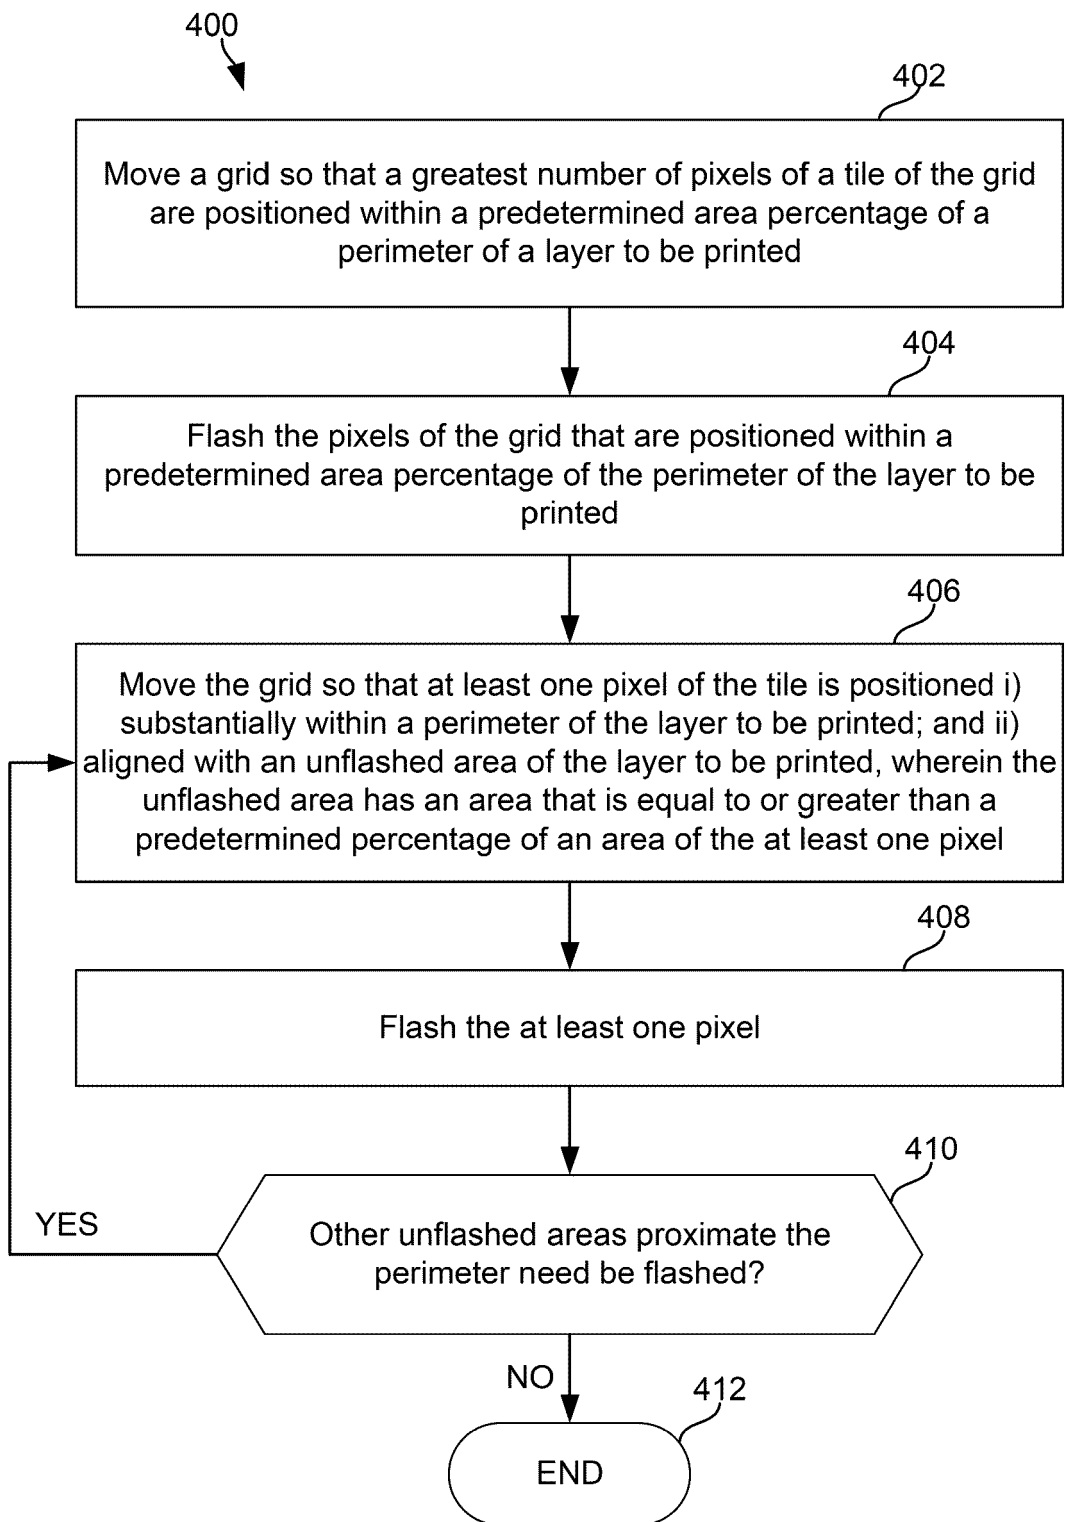 400
402
Move a grid so that a greatest number of pixels of a tile of the grid
are positioned within a predetermined area percentage of a
perimeter of a layer to be printed
404
Flash the pixels of the grid that are positioned within a
predetermined area percentage of the perimeter of the layer to be
printed
406
Move the grid so that at least one pixel of the tile is positioned i)
substantially within a perimeter of the layer to be printed; and ii)
aligned with an unflashed area of the layer to be printed, wherein the
unflashed area has an area that is equal to or greater than a
predetermined percentage of an area of the at least one pixel
408
Flash the at least one pixel
410
YES
Other unflashed areas proximate the
perimeter need be flashed?
NO
412
END